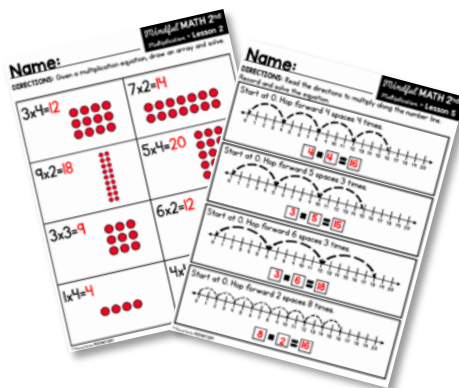 Mindful MATH 2nd
Multiplication - Lesson 2
Name:
DIRECTIONS: Given a multiplication equation, draw an array and solve.
3x4=12
7x2=14
9x2=18
5x4=20
3x3=9
6x2=12
1x4=4
4x
Mindful MATH 2nd
Multiplication - Lesson 5
Name:
DIRECTIONS: Read the directions to multiply along the number line.
Record and solve the equation.
Start at 0. Hop forward 4 spaces 4 times.
4 • 4 = 16
Start at 0. Hop forward 5 spaces 3 times.
3 • 5 = 15
Start at 0. Hop forward 6 spaces 3 times.
3 • 6 = 18
Start at 0. Hop forward 2 spaces 8 times.
8 • 2 = 16